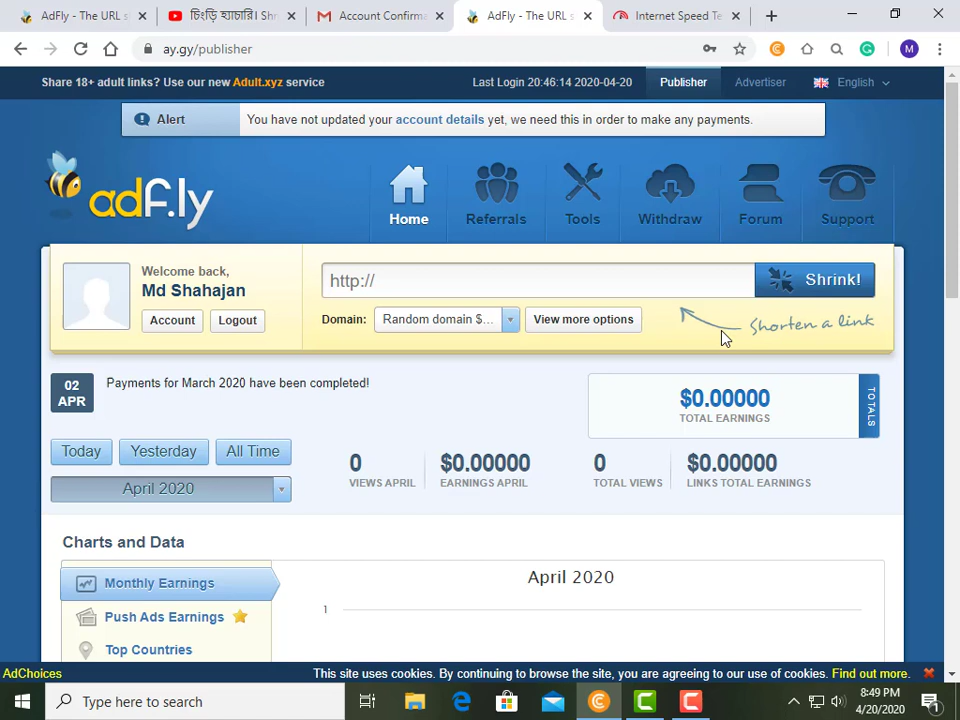 AdFly - The URL s
চিংড়ি হ্যাচারি। Shr
Account Confirma
AdFly - The URL s
Internet Speed Te
ay.gy/publisher
M
Share 18+ adult links? Use our new Adult.xyz service
Last Login 20:46:14 2020-04-20
Publisher
Advertiser
English
Alert
You have not updated your account details yet, we need this in order to make any payments.
adf.ly
Home
Referrals
Tools
Withdraw
Forum
Support
Welcome back,
Md Shahajan
Account
Logout
http://
Shrink!
Domain:
Random domain $...
View more options
Shorten a link
02
APR
Payments for March 2020 have been completed!
$0.00000
TOTAL EARNINGS
TOTALS
Today
Yesterday
All Time
April 2020
0
VIEWS APRIL
$0.00000
EARNINGS APRIL
0
TOTAL VIEWS
$0.00000
LINKS TOTAL EARNINGS
Charts and Data
Monthly Earnings
Push Ads Earnings
Top Countries
April 2020
1
AdChoices
This site uses cookies. By continuing to browse the site, you are agreeing to our use of cookies. Find out more.
Type here to search
8:49 PM
4/20/2020
1